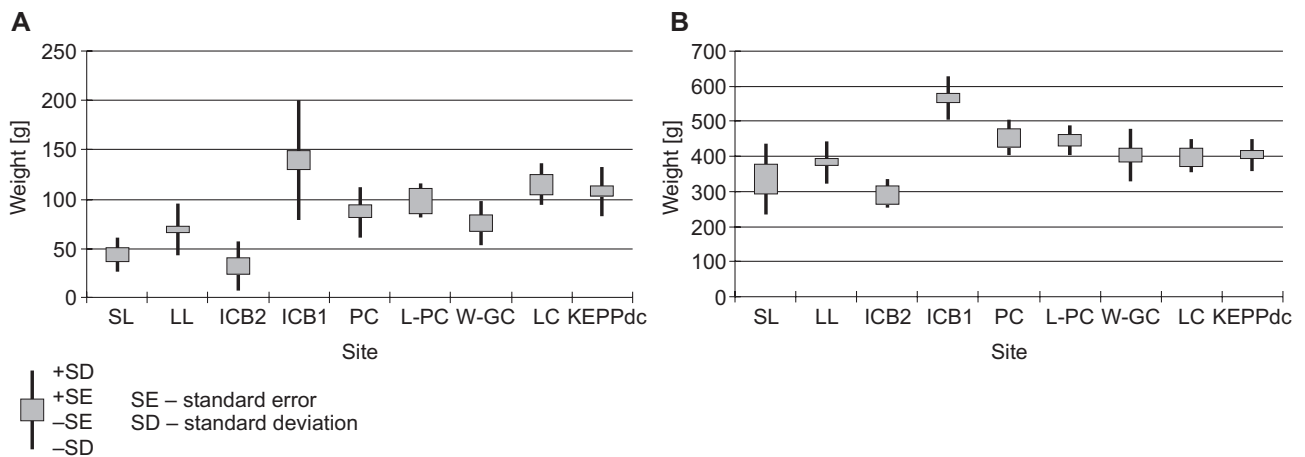 A
250
200
150
100
50
0
Weight [g]
SL LL ICB2 ICB1 PC L-PC W-GC LC KEPPdc
Site
B
700
600
500
400
300
200
100
0
Weight [g]
SL LL ICB2 ICB1 PC L-PC W-GC LC KEPPdc
Site
+SD
+SE
–SE
–SD
SE – standard error
SD – standard deviation